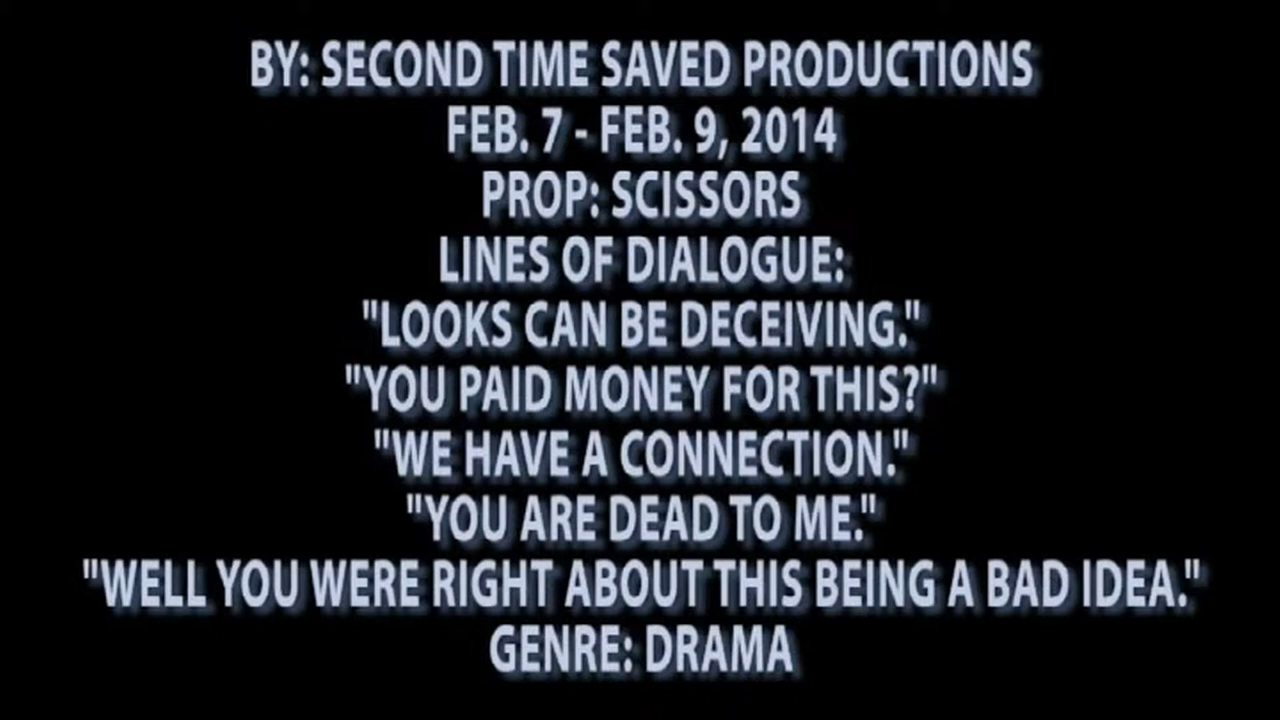 BY: SECOND TIME SAVED PRODUCTIONS
FEB. 7 - FEB. 9, 2014
PROP: SCISSORS
LINES OF DIALOGUE:
"LOOKS CAN BE DECEIVING."
"YOU PAID MONEY FOR THIS?"
"WE HAVE A CONNECTION."
"YOU ARE DEAD TO ME."
"WELL YOU WERE RIGHT ABOUT THIS BEING A BAD IDEA."
GENRE: DRAMA